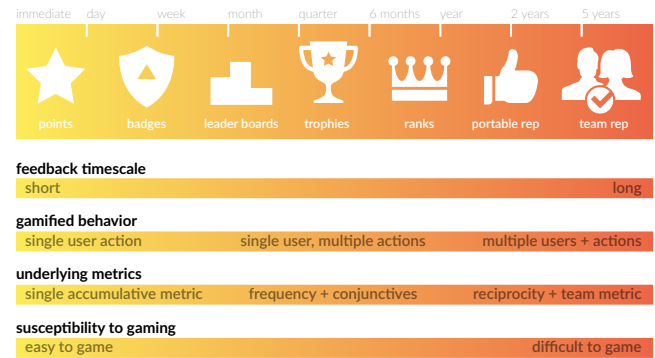 immediate day week month quarter 6 months year 2 years 5 years
points badges leader boards trophies ranks portable rep team rep
feedback timescale
short long
gamified behavior
single user action single user, multiple actions multiple users + actions
underlying metrics
single accumulative metric frequency + conjunctives reciprocity + team metric
susceptibility to gaming
easy to game difficult to game